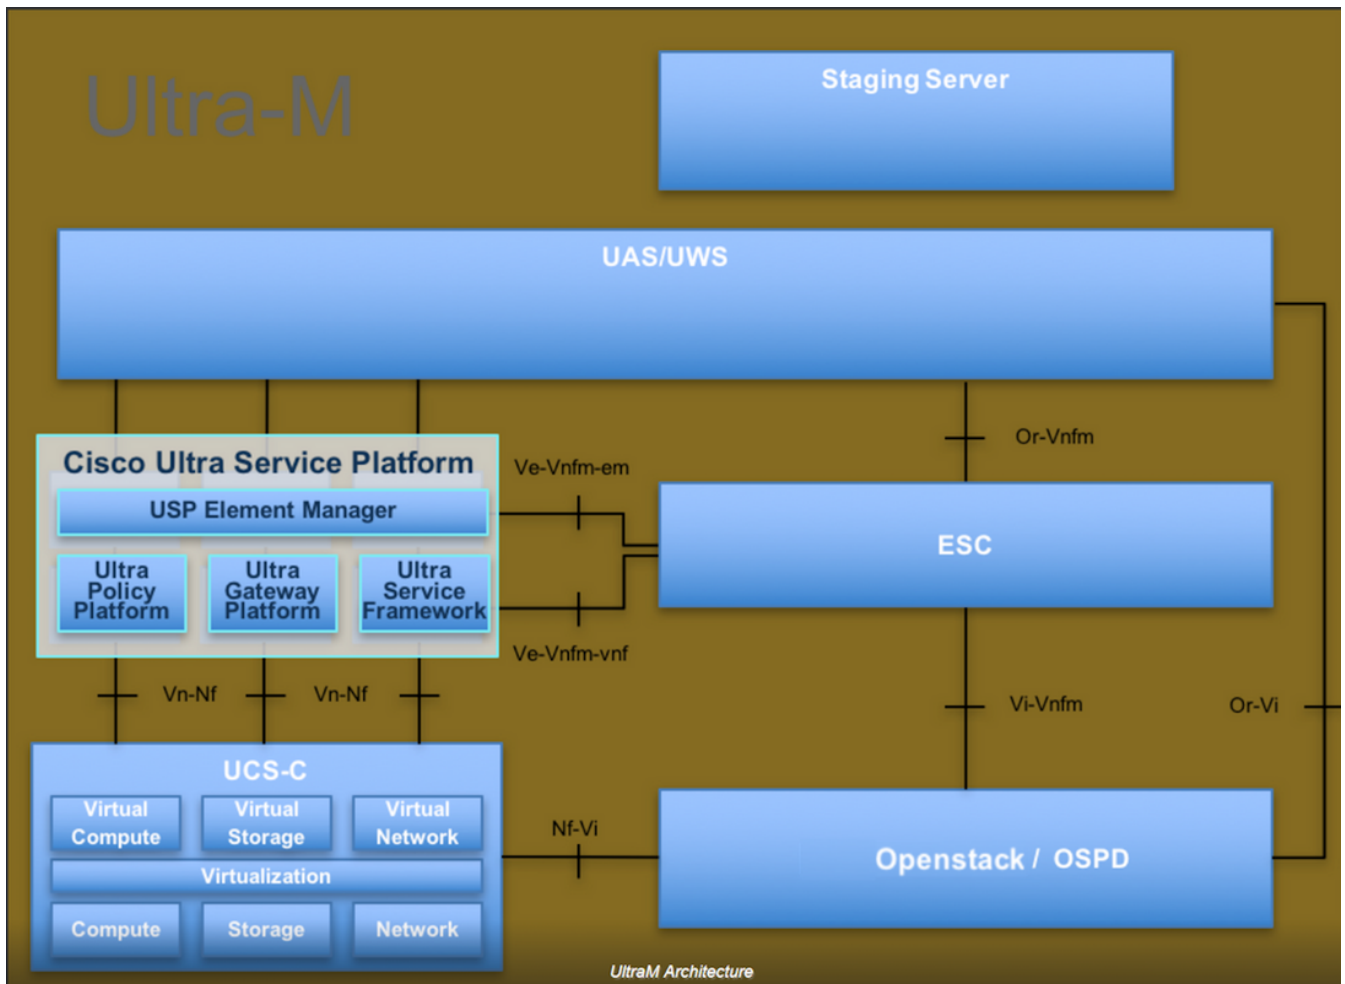 Ultra-M
Staging Server
UAS/UWS
Or-Vnfm
Cisco Ultra Service Platform
Ve-Vnfm-em
USP Element Manager
ESC
Ultra
Policy
Platform
Ultra
Gateway
Platform
Ultra
Service
Framework
Ve-Vnfm-vnf
Vn-Nf
Vn-Nf
Vi-Vnfm
Or-Vi
UCS-C
Virtual
Compute
Virtual
Storage
Virtual
Network
Nf-Vi
Openstack / OSPD
Virtualization
Compute
Storage
Network
UltraM Architecture